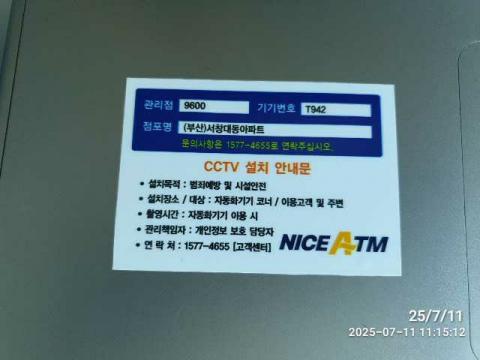 관리점 9600 기기번호 T942
점포명 (부산)서창대동아파트
문의사항은 1577-4655로 연락주십시오.
CCTV 설치 안내문
• 설치목적 : 범죄예방 및 시설안전
• 설치장소 / 대상 : 자동화기기 코너 / 이용고객 및 주변
• 촬영시간 : 자동화기기 이용 시
• 관리책임자 : 개인정보 보호 담당자
• 연 락 처 : 1577-4655 [고객센터]
NICE ATM
25/7/11
2025-07-11 11:15:12